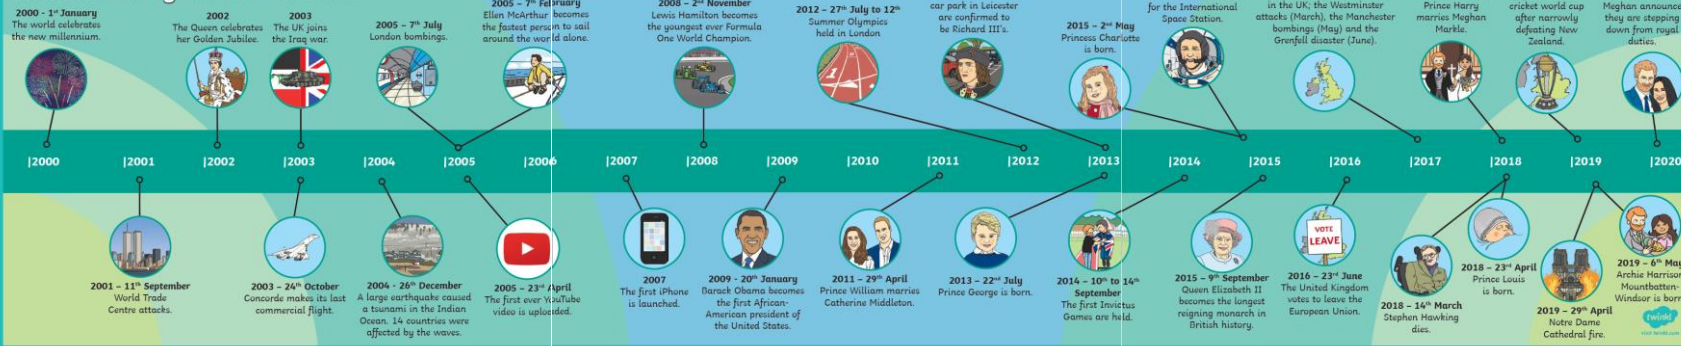 2000 - 1st January
The world celebrates
the new millennium.
2002
The Queen celebrates
her Golden Jubilee.
2003
The UK joins
the Iraq war.
2005 – 7th July
London bombings.
2005 – 7th February
Ellen McArthur becomes
the fastest person to sail
around the world alone.
2008 – 2nd November
Lewis Hamilton becomes
the youngest ever Formula
One World Champion.
2012 – 27th July to 12th
Summer Olympics
held in London
car park in Leicester
are confirmed to
be Richard III's.
2015 – 2nd May
Princess Charlotte
is born.
for the International
Space Station.
in the UK; the Westminster
attacks (March), the Manchester
bombings (May) and the
Grenfell disaster (June).
Prince Harry
marries Meghan
Markle.
cricket world cup
after narrowly
defeating New
Zealand.
Meghan announce
they are stepping
down from royal
duties.
|2000 |2001 |2002 |2003 |2004 |2005 |2006 |2007 |2008 |2009 |2010 |2011 |2012 |2013 |2014 |2015 |2016 |2017 |2018 |2019 |2020
2001 – 11th September
World Trade
Centre attacks.
2003 – 24th October
Concorde makes its last
commercial flight.
2004 - 26th December
A large earthquake caused
a tsunami in the Indian
Ocean. 14 countries were
affected by the waves.
2005 – 23rd April
The first ever YouTube
video is uploaded.
2007
The first iPhone
is launched.
2009 - 20th January
Barack Obama becomes
the first African-
American president of
the United States.
2011 – 29th April
Prince William marries
Catherine Middleton.
2013 – 22nd July
Prince George is born.
2014 – 10th to 14th
September
The first Invictus
Games are held.
2015 – 9th September
Queen Elizabeth II
becomes the longest
reigning monarch in
British history.
VOTE
LEAVE
2016 – 23rd June
The United Kingdom
votes to leave the
European Union.
2018 – 14th March
Stephen Hawking
dies.
2018 – 23rd April
Prince Louis
is born.
2019 – 29th April
Notre Dame
Cathedral fire.
2019 – 6th May
Archie Harrison
Mountbatten-
Windsor is born
twinkl
visit twinkl.com